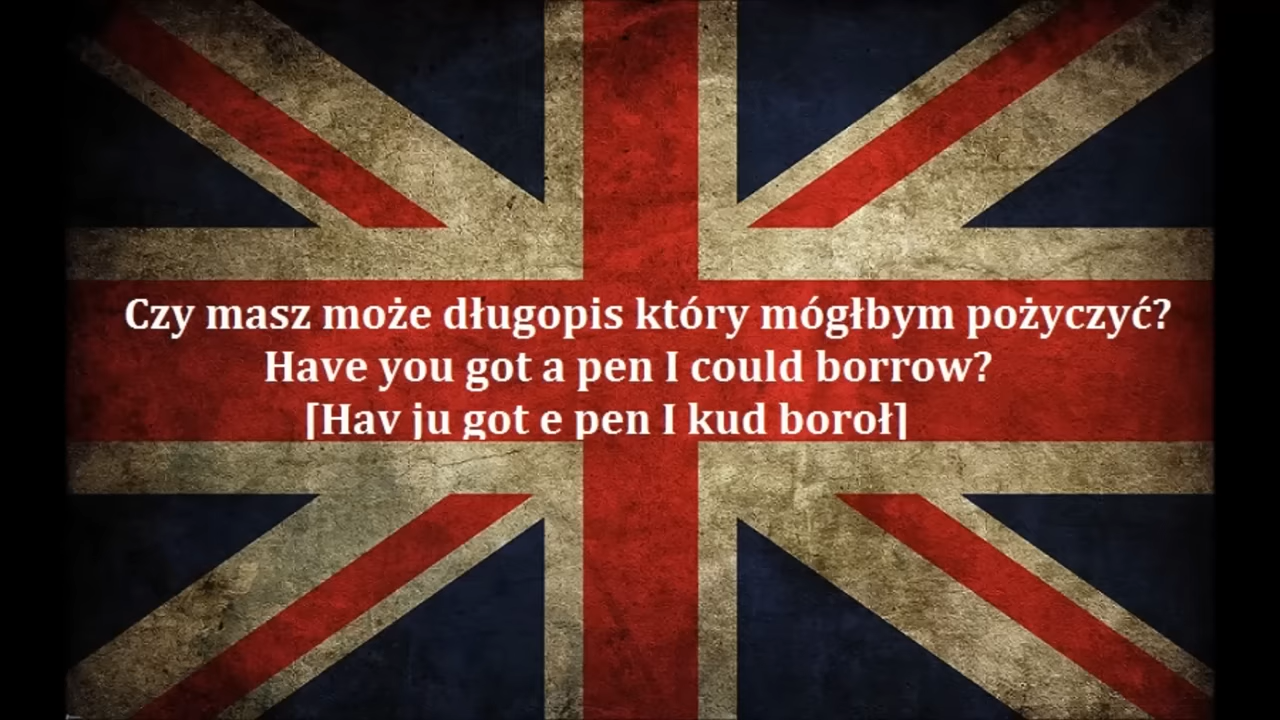 Czy masz może długopis który mógłbym pożyczyć?
Have you got a pen I could borrow?
[Hav ju got e pen I kud boroł]